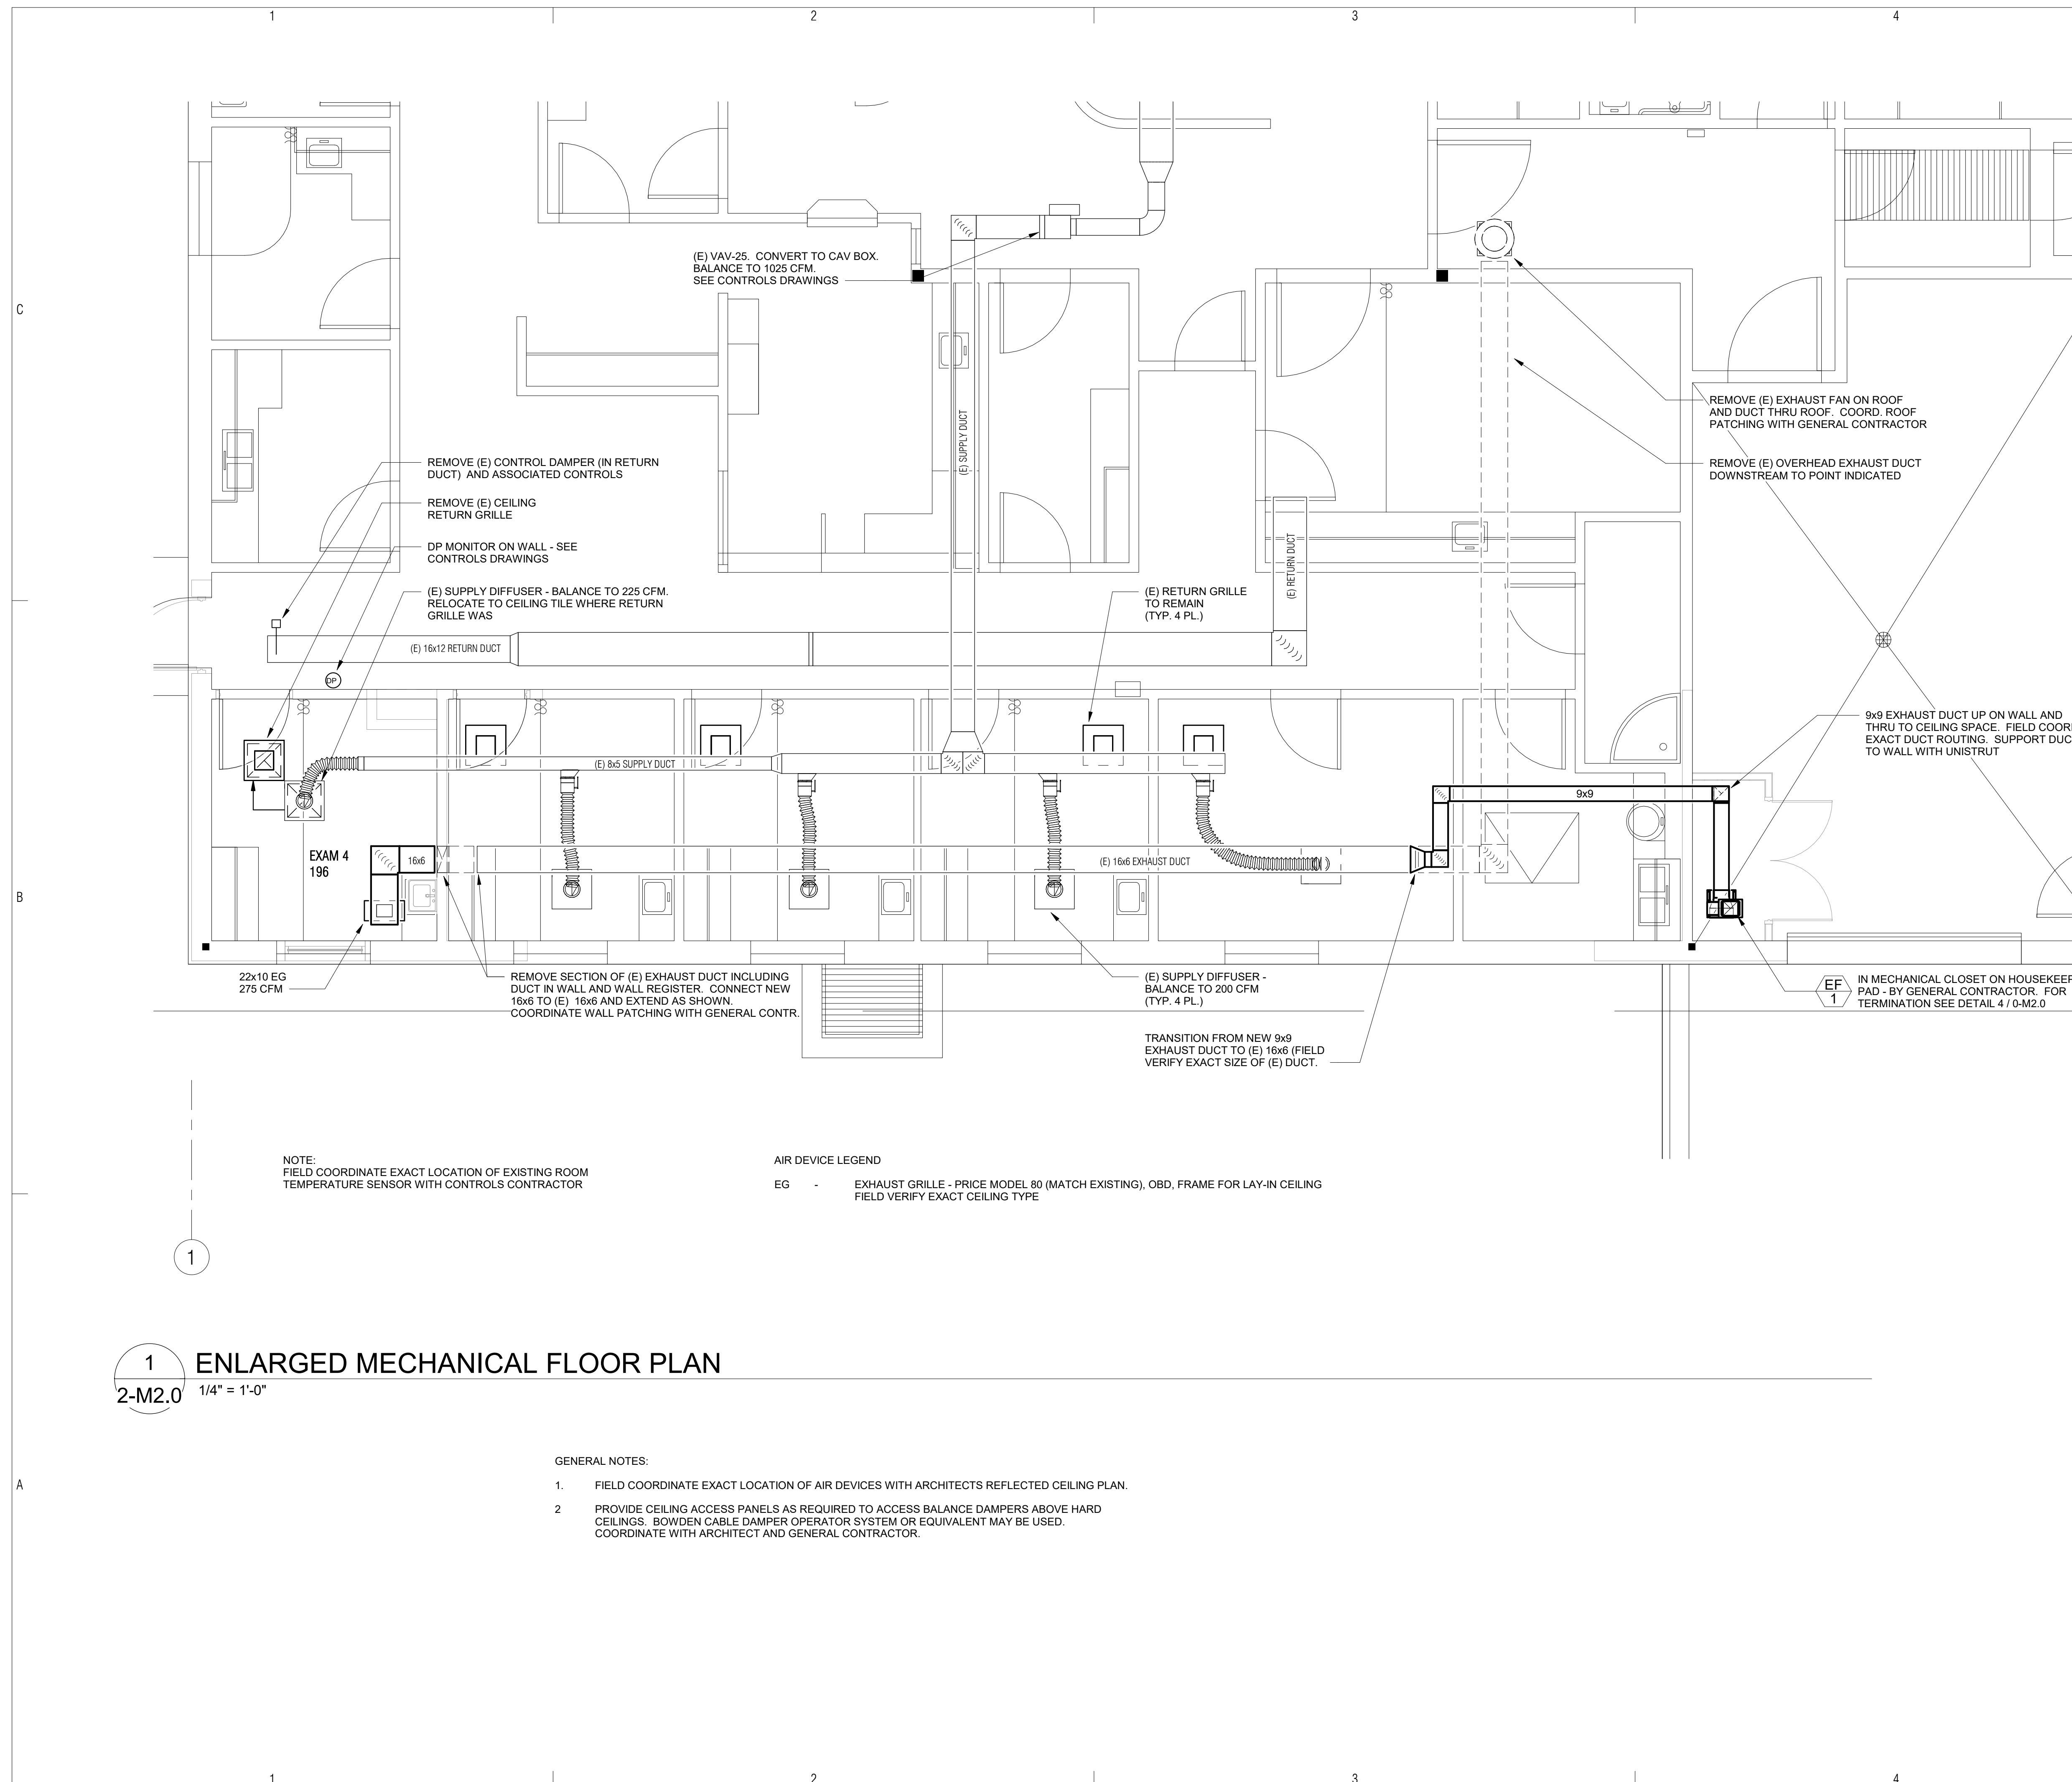 1
2
3
4
C
(E) VAV-25. CONVERT TO CAV BOX.
BALANCE TO 1025 CFM.
SEE CONTROLS DRAWINGS
REMOVE (E) EXHAUST FAN ON ROOF
AND DUCT THRU ROOF. COORD. ROOF
PATCHING WITH GENERAL CONTRACTOR
REMOVE (E) OVERHEAD EXHAUST DUCT
DOWNSTREAM TO POINT INDICATED
(E) SUPPLY DUCT
REMOVE (E) CONTROL DAMPER (IN RETURN
DUCT) AND ASSOCIATED CONTROLS
REMOVE (E) CEILING
RETURN GRILLE
DP MONITOR ON WALL - SEE
CONTROLS DRAWINGS
(E) SUPPLY DIFFUSER - BALANCE TO 225 CFM.
RELOCATE TO CEILING TILE WHERE RETURN
GRILLE WAS
(E) RETURN GRILLE
TO REMAIN
(TYP. 4 PL.)
(E) RETURN DUCT
(E) 16x12 RETURN DUCT
DP
9x9 EXHAUST DUCT UP ON WALL AND
THRU TO CEILING SPACE. FIELD COOR
EXACT DUCT ROUTING. SUPPORT DUC
TO WALL WITH UNISTRUT
(E) 8x5 SUPPLY DUCT
9x9
EXAM 4
196
16x6
(E) 16x6 EXHAUST DUCT
B
22x10 EG
275 CFM
REMOVE SECTION OF (E) EXHAUST DUCT INCLUDING
DUCT IN WALL AND WALL REGISTER. CONNECT NEW
16x6 TO (E) 16x6 AND EXTEND AS SHOWN.
COORDINATE WALL PATCHING WITH GENERAL CONTR.
(E) SUPPLY DIFFUSER -
BALANCE TO 200 CFM
(TYP. 4 PL.)
EF
1
IN MECHANICAL CLOSET ON HOUSEKEEP
PAD - BY GENERAL CONTRACTOR. FOR
TERMINATION SEE DETAIL 4 / 0-M2.0
TRANSITION FROM NEW 9x9
EXHAUST DUCT TO (E) 16x6 (FIELD
VERIFY EXACT SIZE OF (E) DUCT.
NOTE:
FIELD COORDINATE EXACT LOCATION OF EXISTING ROOM
TEMPERATURE SENSOR WITH CONTROLS CONTRACTOR
AIR DEVICE LEGEND
EG - EXHAUST GRILLE - PRICE MODEL 80 (MATCH EXISTING), OBD, FRAME FOR LAY-IN CEILING
FIELD VERIFY EXACT CEILING TYPE
1
1
2-M2.0
ENLARGED MECHANICAL FLOOR PLAN
1/4" = 1'-0"
A
GENERAL NOTES:
1. FIELD COORDINATE EXACT LOCATION OF AIR DEVICES WITH ARCHITECTS REFLECTED CEILING PLAN.
2 PROVIDE CEILING ACCESS PANELS AS REQUIRED TO ACCESS BALANCE DAMPERS ABOVE HARD
CEILINGS. BOWDEN CABLE DAMPER OPERATOR SYSTEM OR EQUIVALENT MAY BE USED.
COORDINATE WITH ARCHITECT AND GENERAL CONTRACTOR.
1
2
3
4